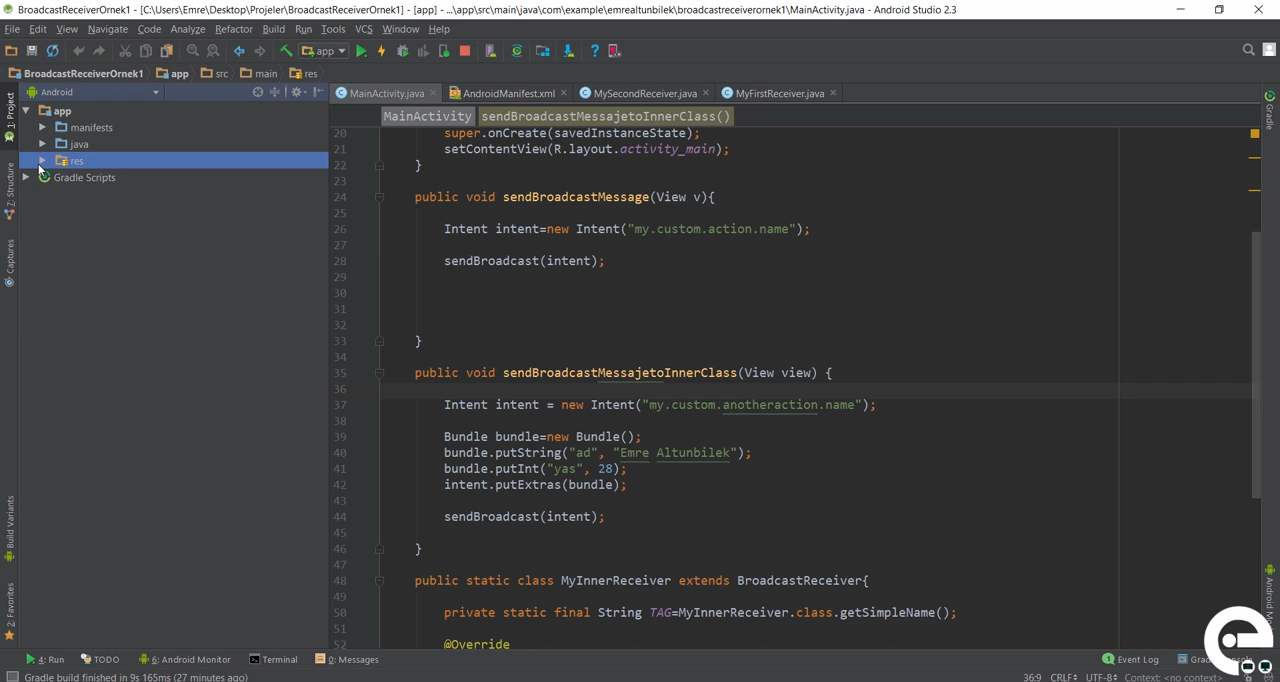 BroadcastReceiverOrnek1 - [C:\Users\Emre\Desktop\Projeler\BroadcastReceiverOrnek1] - [app] - ...\app\src\main\java\com\example\emrealtunbilek\broadcastreceiverornek1\MainActivity.java - Android Studio 2.3
File Edit View Navigate Code Analyze Refactor Build Run Tools VCS Window Help
app
BroadcastReceiverOrnek1 app src main res
Android
MainActivity.java AndroidManifest.xml MySecondReceiver.java MyFirstReceiver.java
MainActivity sendBroadcastMessajetoInnerClass()
1: Project
7: Structure
Captures
Build Variants
2: Favorites
app
manifests
java
res
Gradle Scripts
20 super.onCreate(savedInstanceState);
21 setContentView(R.layout.activity_main);
22 }
23
24 public void sendBroadcastMessage(View v){
25
26 Intent intent=new Intent("my.custom.action.name");
27
28 sendBroadcast(intent);
29
30
31
32
33 }
34
35 public void sendBroadcastMessajetoInnerClass(View view) {
36
37 Intent intent = new Intent("my.custom.anotheraction.name");
38
39 Bundle bundle=new Bundle();
40 bundle.putString("ad", "Emre Altunbilek");
41 bundle.putInt("yas", 28);
42 intent.putExtras(bundle);
43
44 sendBroadcast(intent);
45
46 }
47
48 public static class MyInnerReceiver extends BroadcastReceiver{
49
50 private static final String TAG=MyInnerReceiver.class.getSimpleName();
51
52 @Override
Gradle
Android
4: Run TODO 6: Android Monitor Terminal 0: Messages Event Log
Gradle build finished in 9s 165ms (27 minutes ago) 36:9 CRLF UTF-8 Context: <no context>